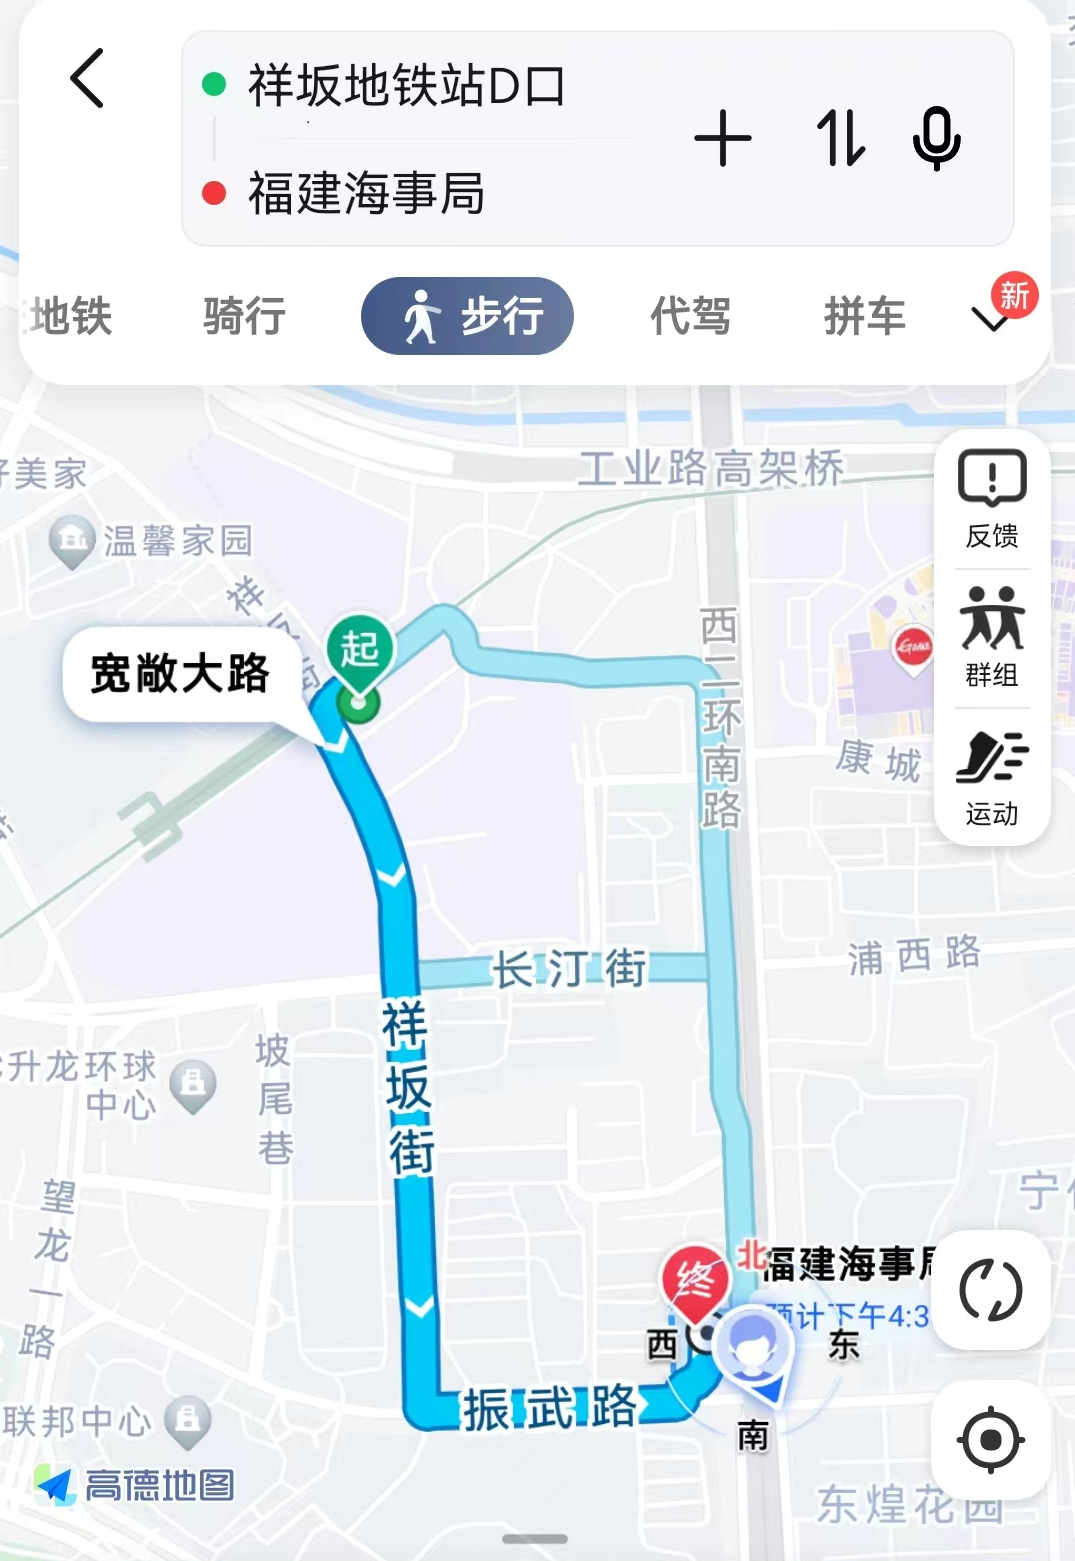 祥坂地铁站D口
福建海事局
地铁
骑行
步行
代驾
拼车
新
工业路高架桥
好美家
反馈
温馨家园
祥坂街
西二环南路
起
宽敞大路
群组
康城
运动
长汀街
浦西路
祥坂街
升龙环球
中心
坡尾巷
望龙一路
宁
北
福建海事局
终
预计下午4:3
西
东
振武路
南
联邦中心
高德地图
东煌花园